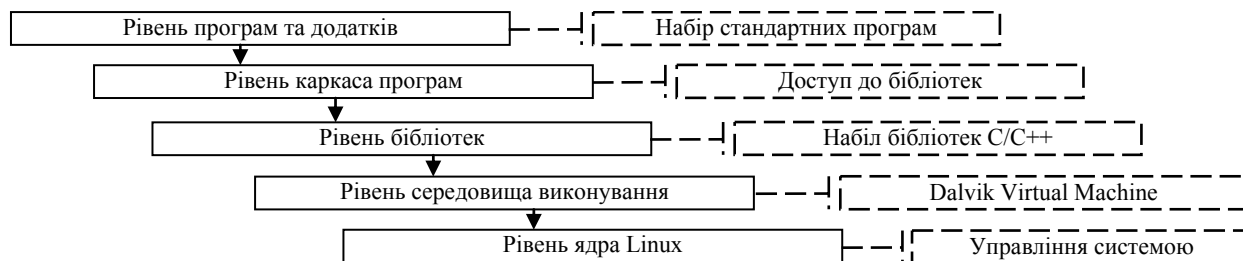 Рівень програм та додатків
Набір стандартних програм
Рівень каркаса програм
Доступ до бібліотек
Рівень бібліотек
Набіл бібліотек C/C++
Рівень середовища виконування
Dalvik Virtual Machine
Рівень ядра Linux
Управління системою